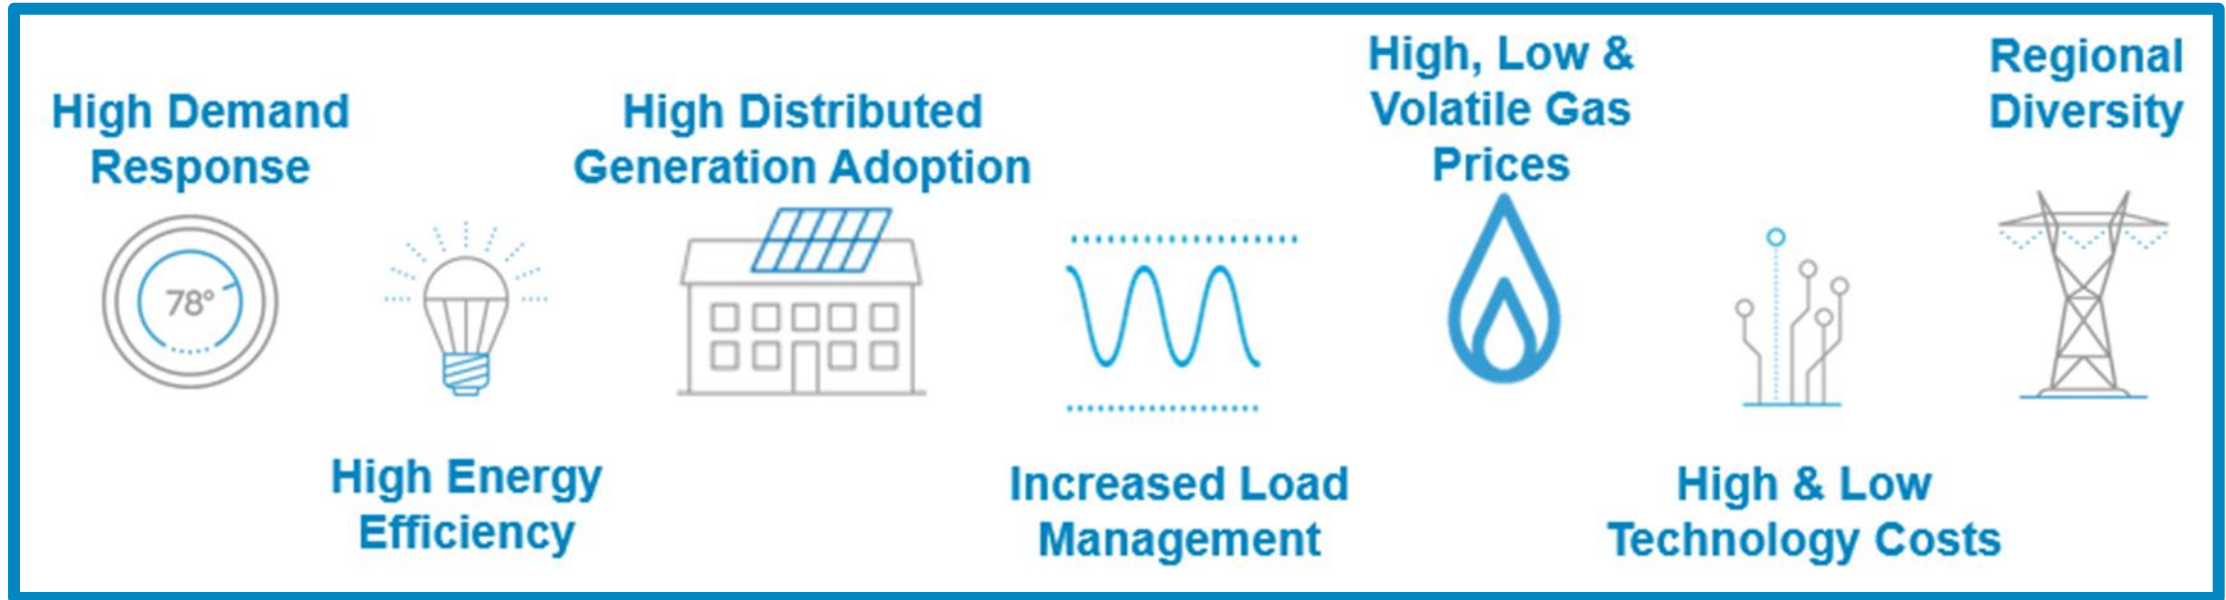 High Demand
Response
78°
High Energy
Efficiency
High Distributed
Generation Adoption
Increased Load
Management
High, Low &
Volatile Gas
Prices
High & Low
Technology Costs
Regional
Diversity